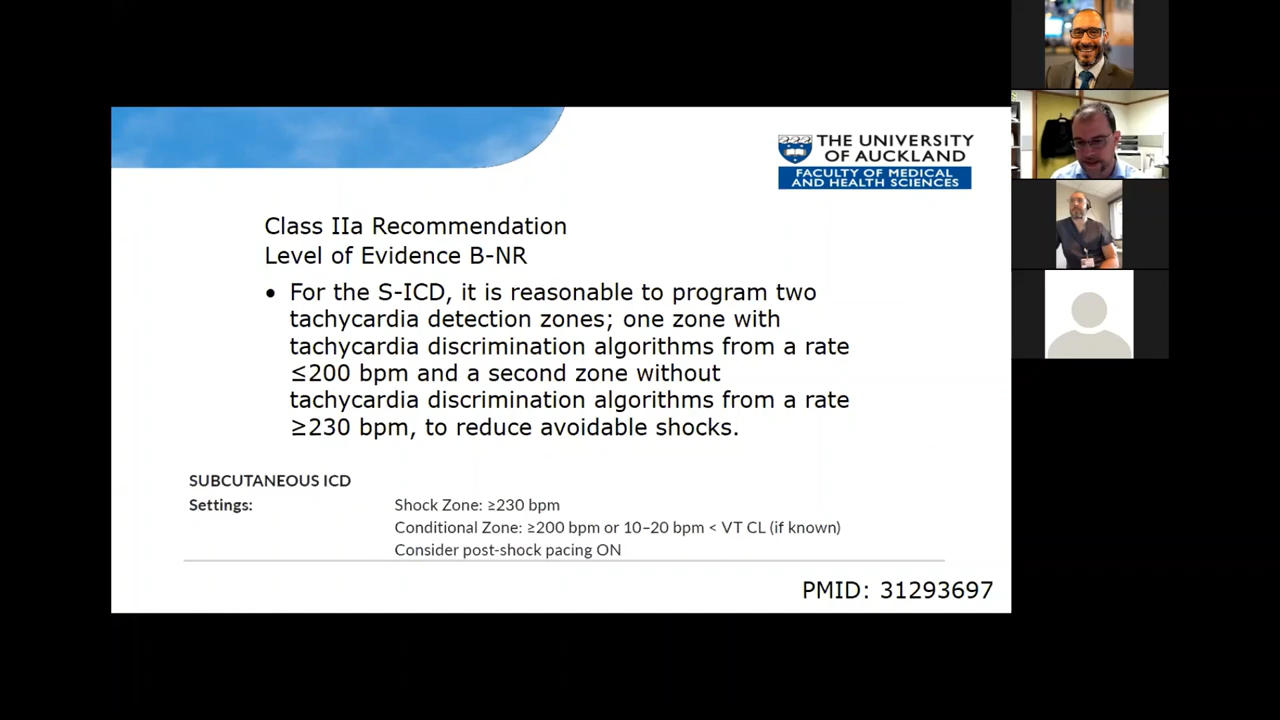 THE UNIVERSITY
OF AUCKLAND
FACULTY OF MEDICAL
AND HEALTH SCIENCES
Class IIa Recommendation
Level of Evidence B-NR
• For the S-ICD, it is reasonable to program two
tachycardia detection zones; one zone with
tachycardia discrimination algorithms from a rate
≤200 bpm and a second zone without
tachycardia discrimination algorithms from a rate
≥230 bpm, to reduce avoidable shocks.
SUBCUTANEOUS ICD
Settings: Shock Zone: ≥230 bpm
Conditional Zone: ≥200 bpm or 10–20 bpm < VT CL (if known)
Consider post-shock pacing ON
PMID: 31293697